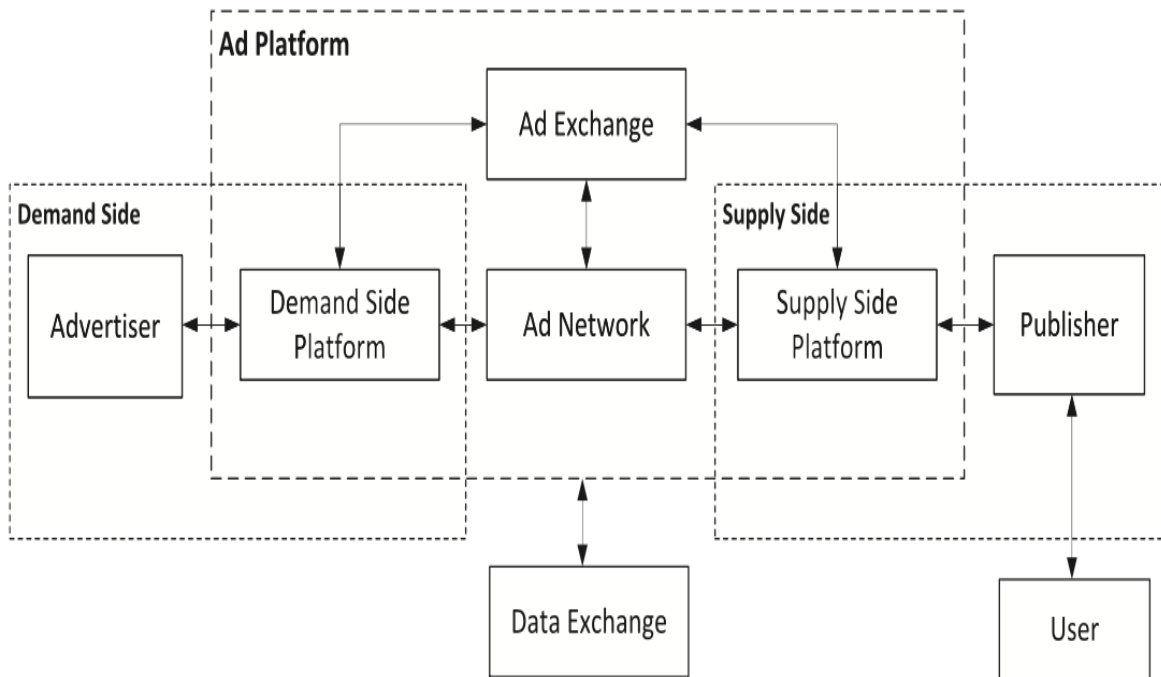 Ad Platform
Ad Exchange
Demand Side
Supply Side
Advertiser
Demand Side
Platform
Ad Network
Supply Side
Platform
Publisher
Data Exchange
User